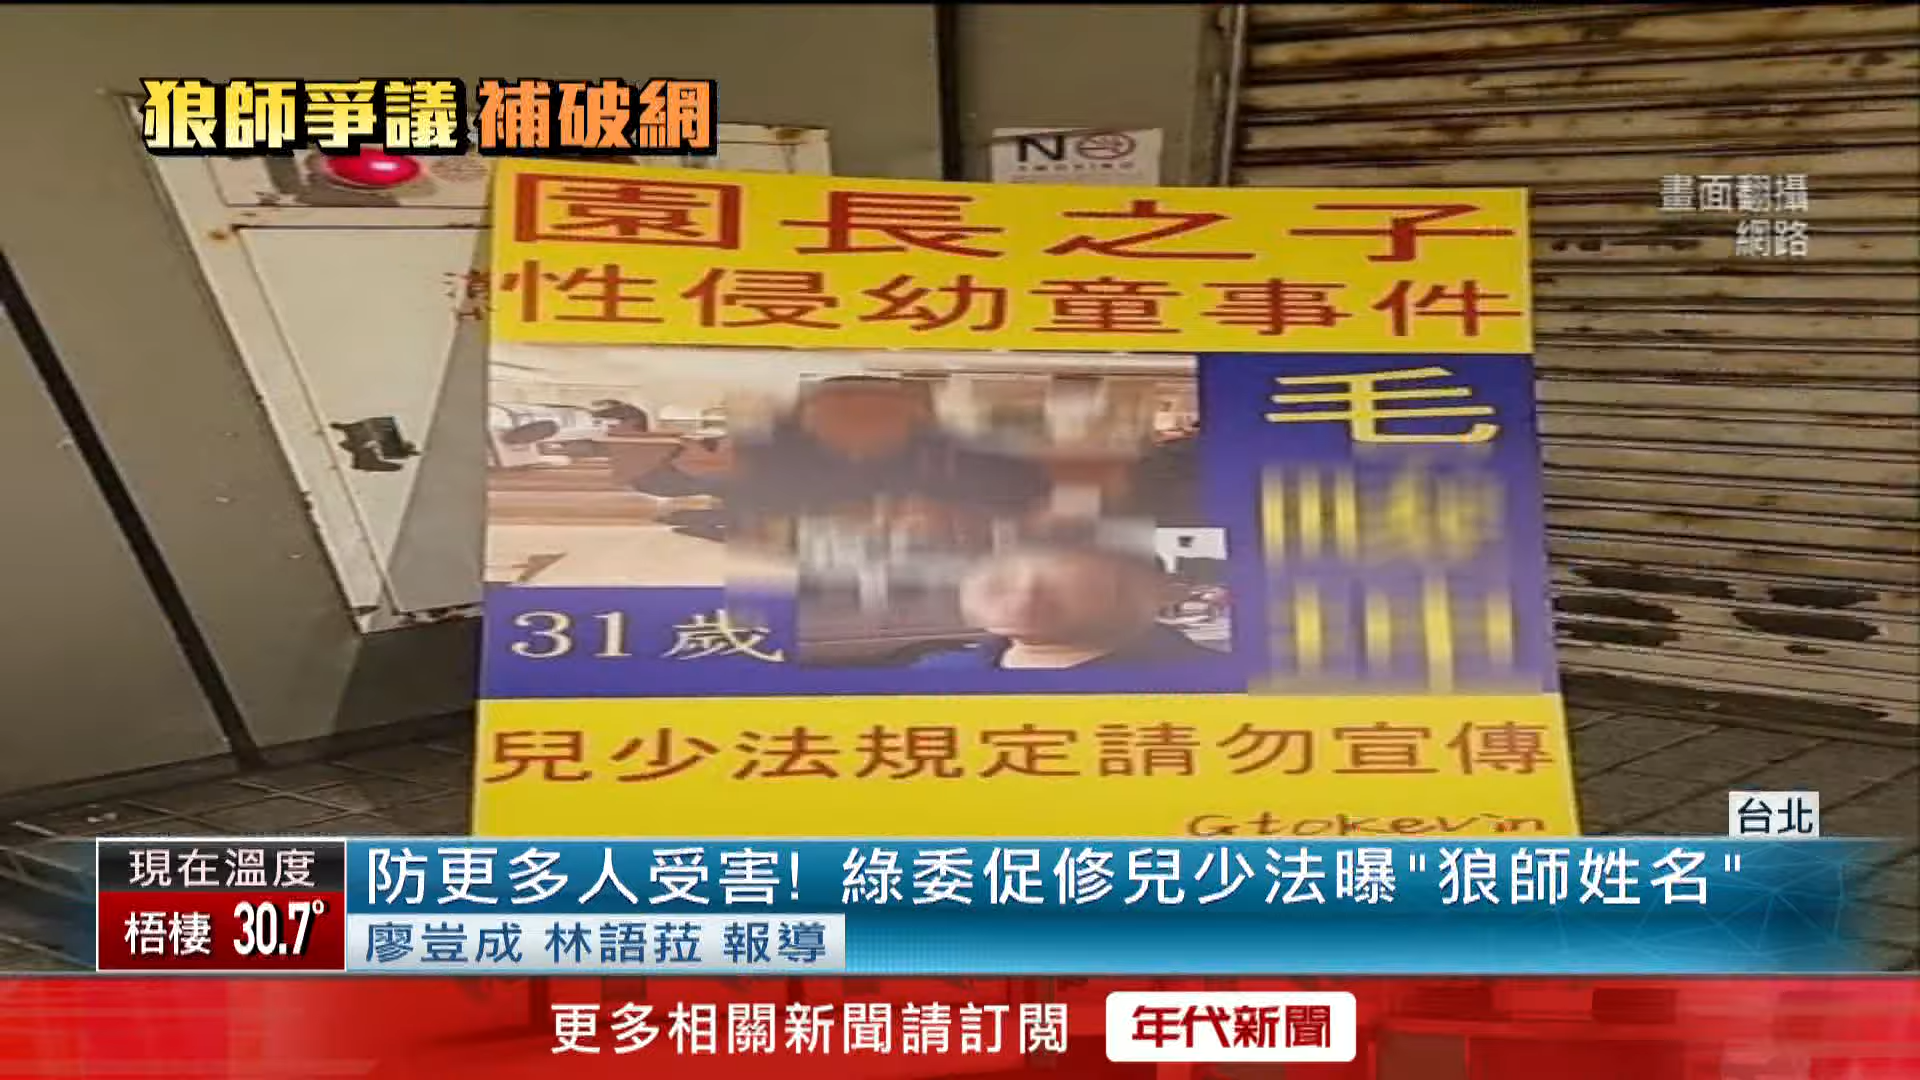 狼師爭議 補破網
NO
SMOKING
畫面翻攝
網路
園長之子
性侵幼童事件
毛
31歲
兒少法規定請勿宣傳
Gtokevin
台北
現在溫度
梧棲 30.7°
防更多人受害! 綠委促修兒少法曝"狼師姓名"
廖豈成 林語菈 報導
更多相關新聞請訂閱 年代新聞